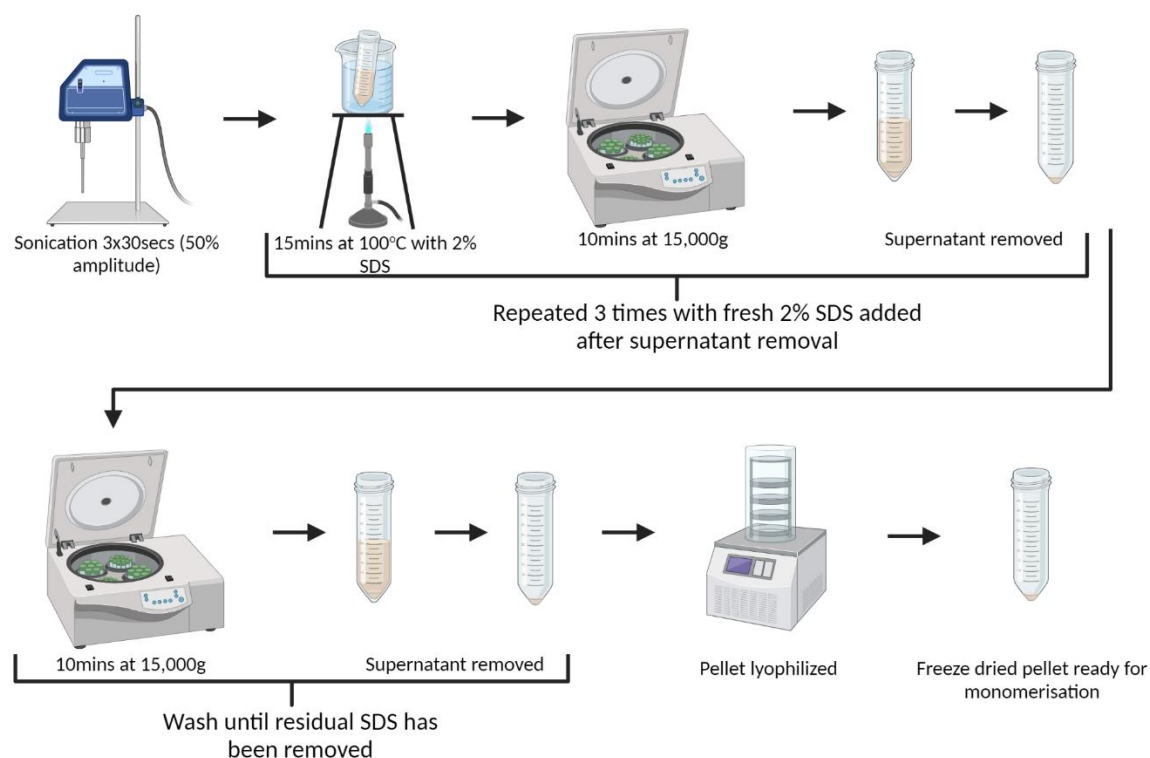 Sonication 3x30secs (50%
amplitude)
15mins at 100°C with 2%
SDS
10mins at 15,000g
Supernatant removed
Repeated 3 times with fresh 2% SDS added
after supernatant removal
10mins at 15,000g
Supernatant removed
Pellet lyophilized
Freeze dried pellet ready for
monomerisation
Wash until residual SDS has
been removed